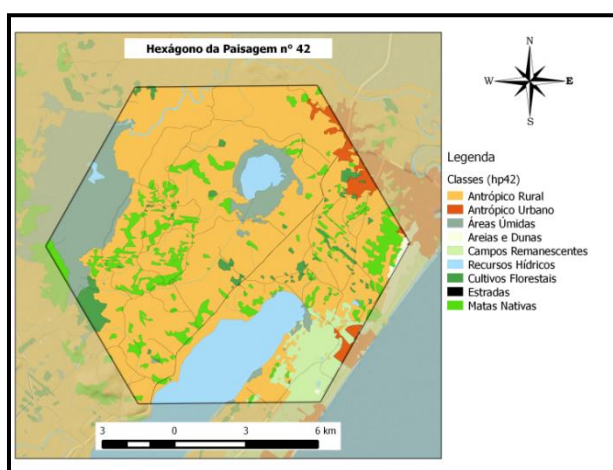 Hexágono da Paisagem n° 42
N
W E
S
Legenda
Classes (hp42)
Antrópico Rural
Antrópico Urbano
Áreas Úmidas
Areias e Dunas
Campos Remanescentes
Recursos Hídricos
Cultivos Florestais
Estradas
Matas Nativas
3 0 3 6 km